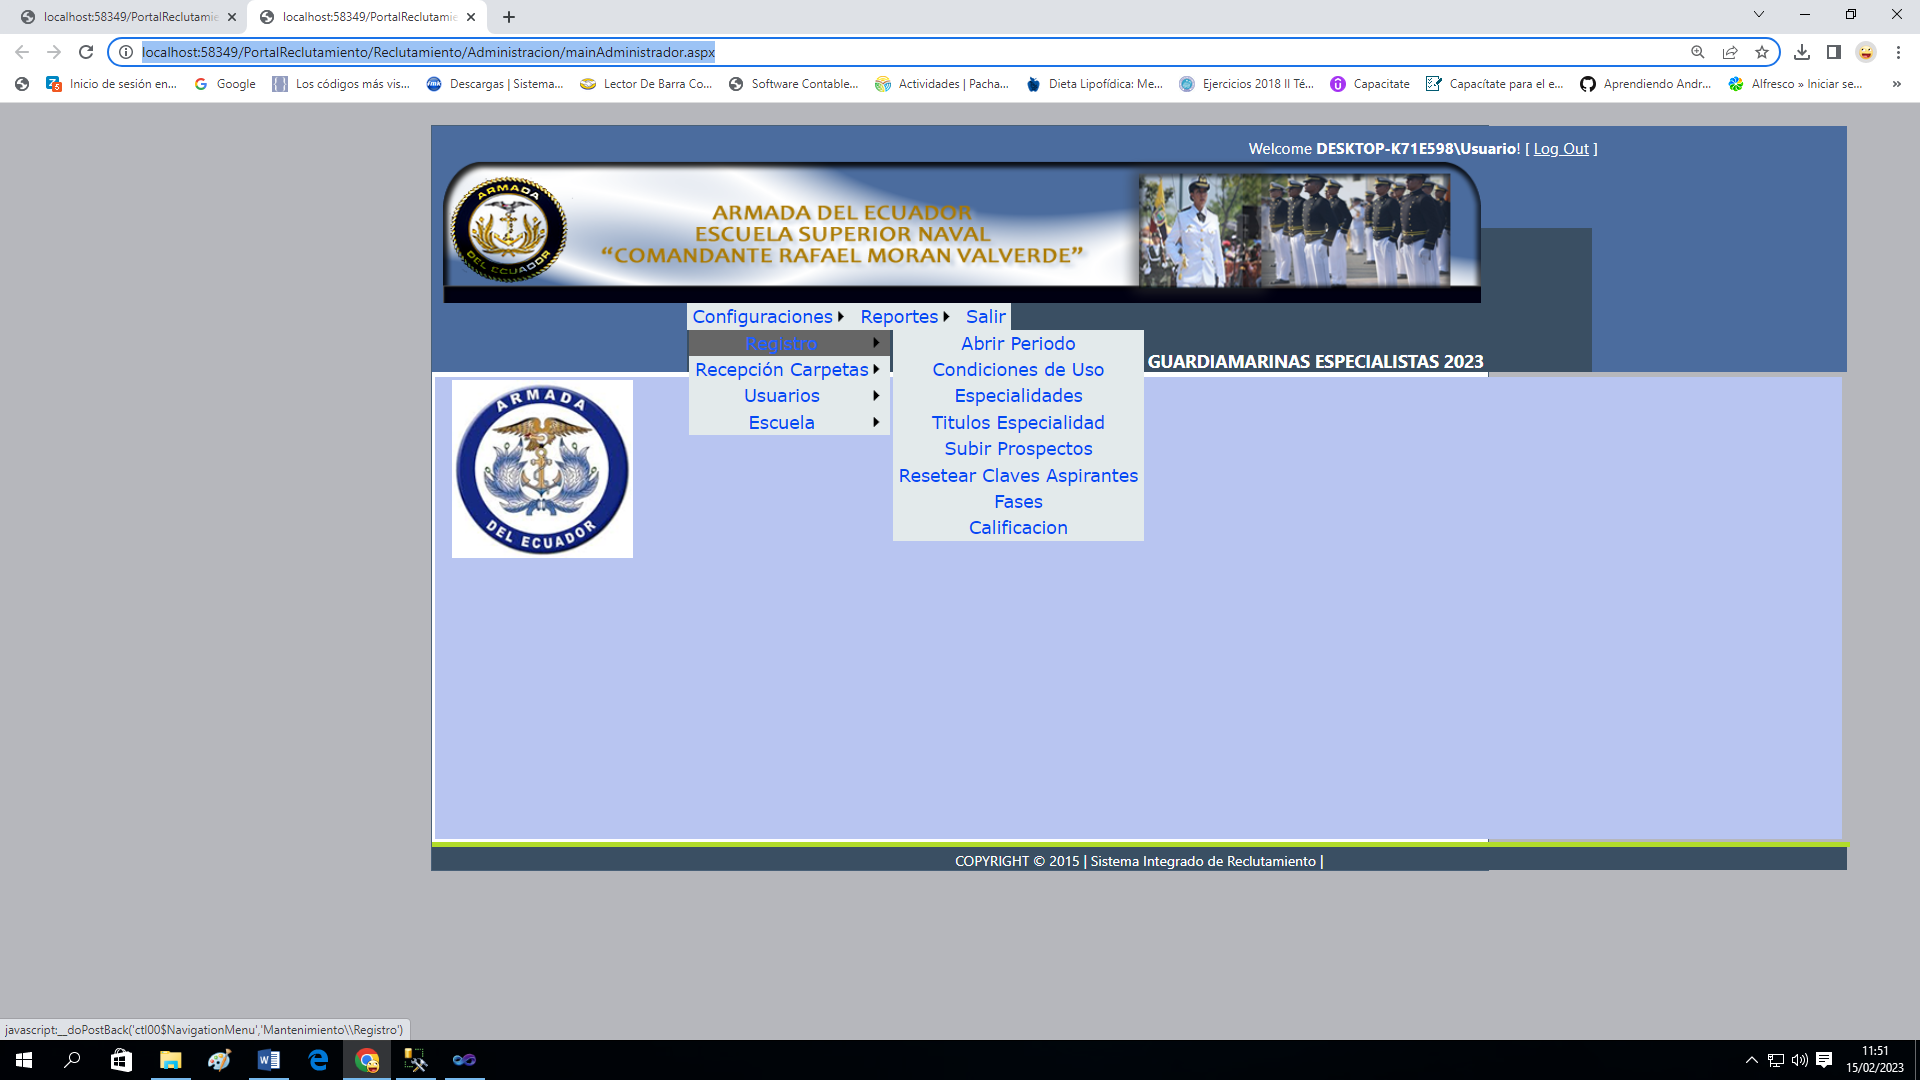 localhost:58349/PortalReclutamie
localhost:58349/PortalReclutamie
localhost:58349/PortalReclutamiento/Reclutamiento/Administracion/mainAdministrador.aspx
Inicio de sesión en...
Google
Los códigos más vis...
Descargas | Sistema...
Lector De Barra Co...
Software Contable...
Actividades | Pacha...
Dieta Lipofídica: Me...
Ejercicios 2018 II Té...
Capacitate
Capacítate para el e...
Aprendiendo Andr...
Alfresco » Iniciar se...
»
Welcome DESKTOP-K71E598\Usuario! [ Log Out ]
ARMADA
DEL ECUADOR
ARMADA DEL ECUADOR
ESCUELA SUPERIOR NAVAL
“COMANDANTE RAFAEL MORAN VALVERDE”
Configuraciones Reportes Salir
Registro
Recepción Carpetas
Usuarios
Escuela
Abrir Periodo
Condiciones de Uso
Especialidades
Titulos Especialidad
Subir Prospectos
Resetear Claves Aspirantes
Fases
Calificacion
GUARDIAMARINAS ESPECIALISTAS 2023
ARMADA
DEL ECUADOR
COPYRIGHT © 2015 | Sistema Integrado de Reclutamiento |
javascript:__doPostBack('ctl00$NavigationMenu','Mantenimiento\\Registro')
11:51
15/02/2023